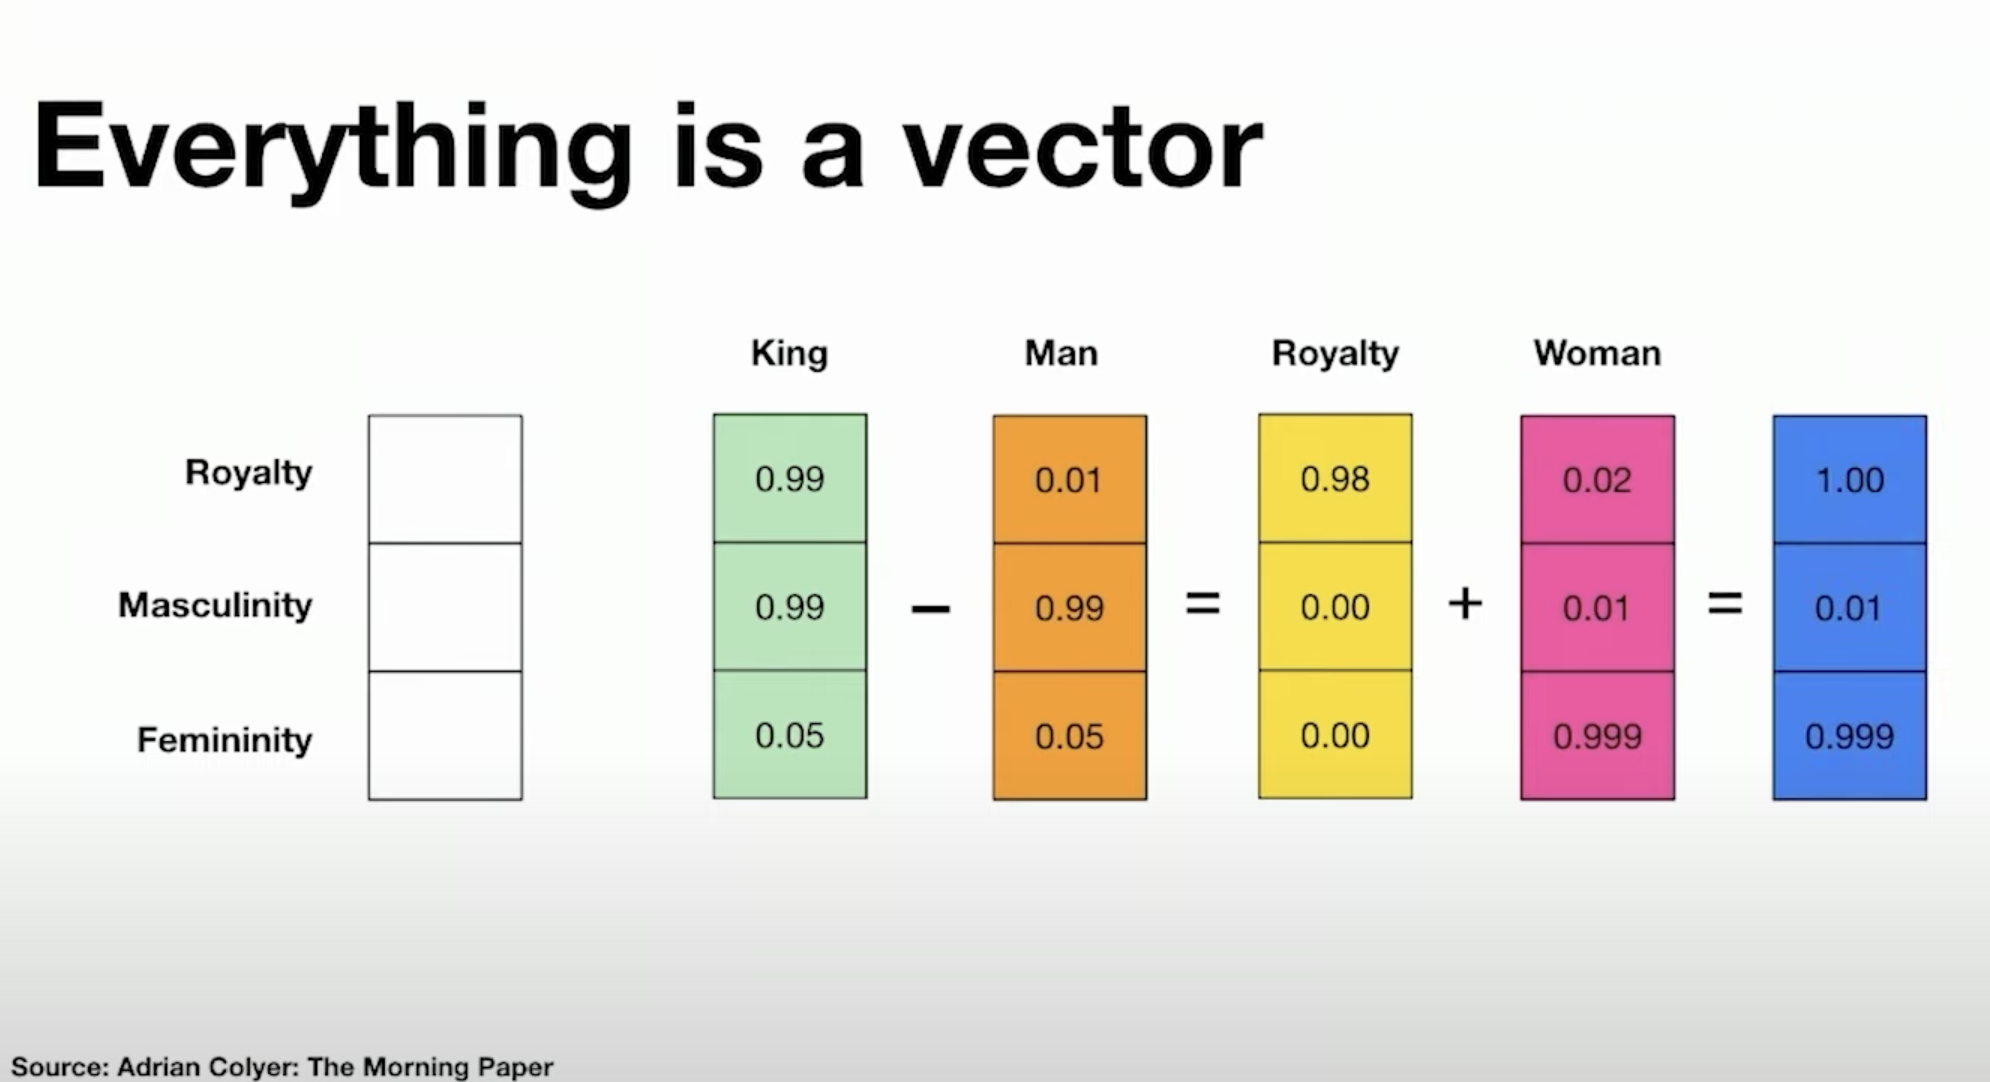 Everything is a vector
King Man Royalty Woman
Royalty 0.99 0.01 0.98 0.02 1.00
Masculinity 0.99 − 0.99 = 0.00 + 0.01 = 0.01
Femininity 0.05 0.05 0.00 0.999 0.999
Source: Adrian Colyer: The Morning Paper